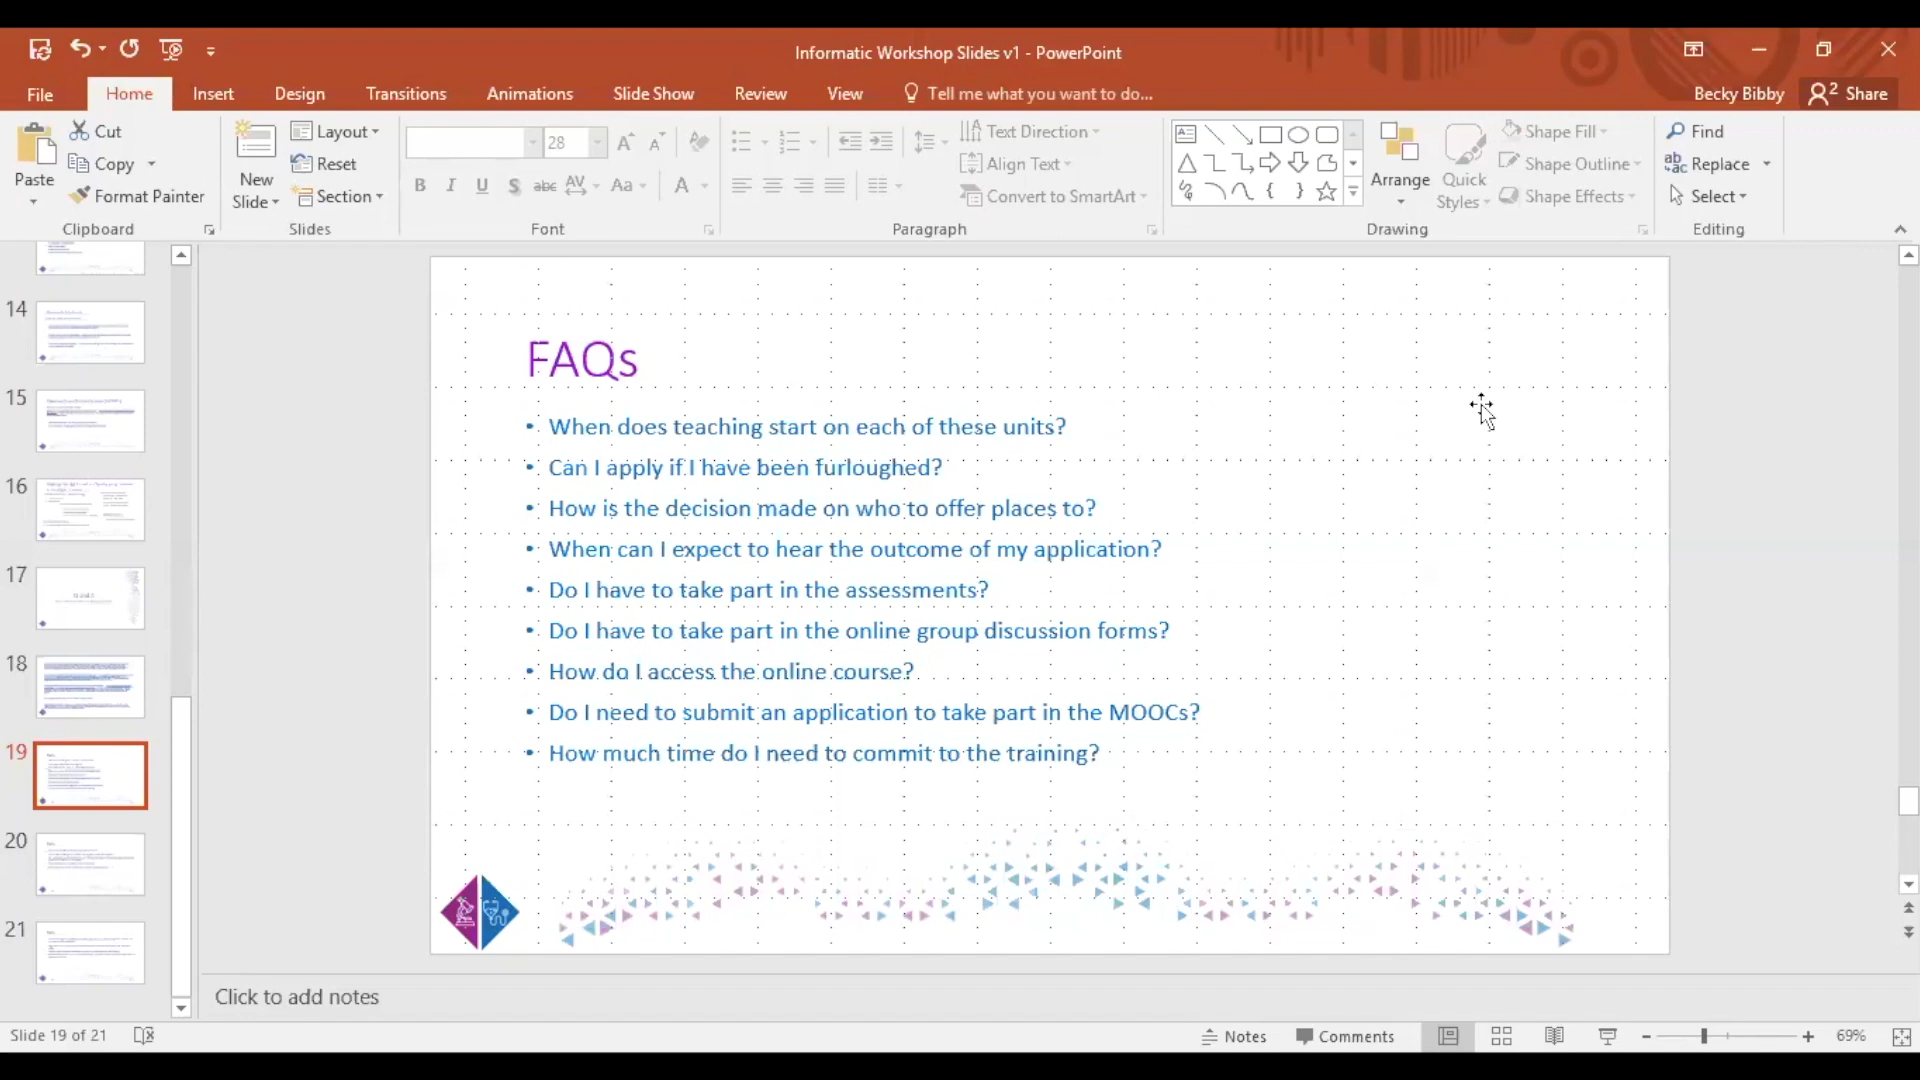 Informatic Workshop Slides v1 - PowerPoint
File Home Insert Design Transitions Animations Slide Show Review View Tell me what you want to do... Becky Bibby Share
Paste
Cut
Copy
Format Painter
Clipboard
New Slide
Layout
Reset
Section
Slides
28
B I U S abc AV Aa A
Font
Text Direction
Align Text
Convert to SmartArt
Paragraph
Arrange
Quick Styles
Shape Fill
Shape Outline
Shape Effects
Drawing
Find
Replace
Select
Editing
14
15
16
17
18
19
20
21
FAQs
• When does teaching start on each of these units?
• Can I apply if I have been furloughed?
• How is the decision made on who to offer places to?
• When can I expect to hear the outcome of my application?
• Do I have to take part in the assessments?
• Do I have to take part in the online group discussion forms?
• How do I access the online course?
• Do I need to submit an application to take part in the MOOCs?
• How much time do I need to commit to the training?
Click to add notes
Slide 19 of 21
Notes Comments 69%